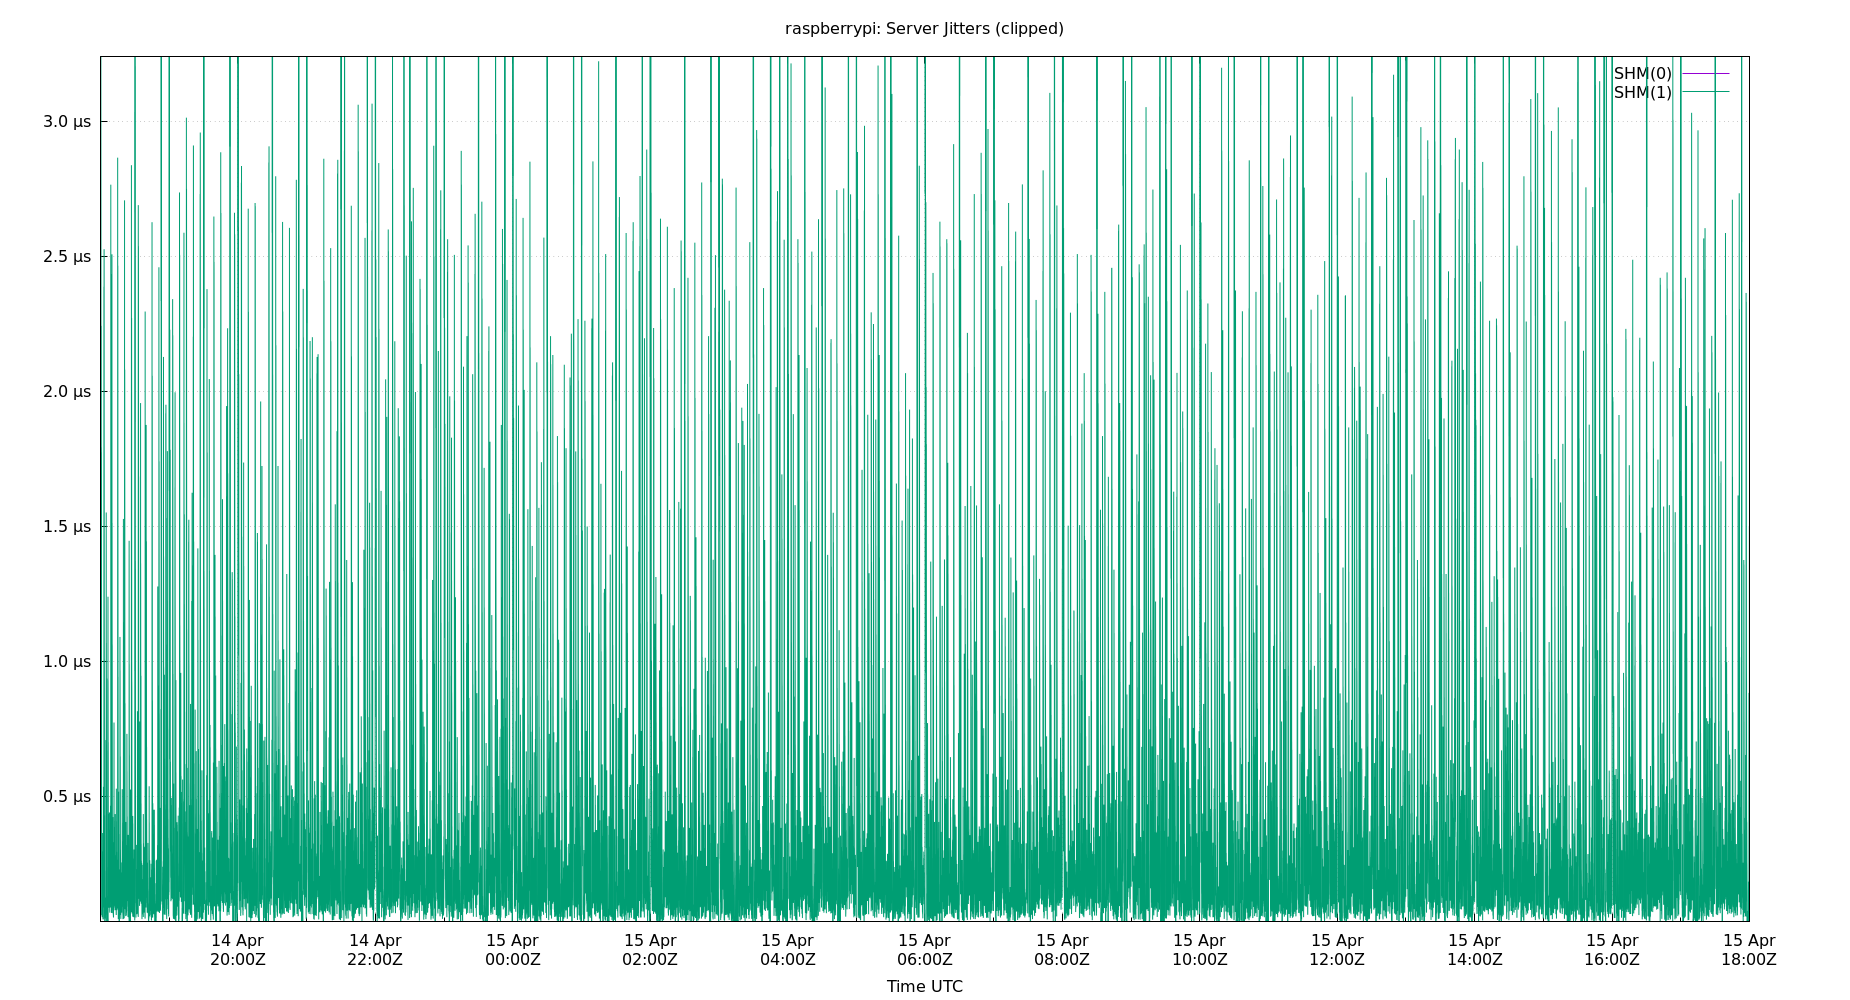 raspberrypi: Server Jitters (clipped)
SHM(0)
SHM(1)
3.0 µs
2.5 µs
2.0 µs
1.5 µs
1.0 µs
0.5 µs
14 Apr 14 Apr 15 Apr 15 Apr 15 Apr 15 Apr 15 Apr 15 Apr 15 Apr 15 Apr 15 Apr 15 Apr
20:00Z 22:00Z 00:00Z 02:00Z 04:00Z 06:00Z 08:00Z 10:00Z 12:00Z 14:00Z 16:00Z 18:00Z
Time UTC